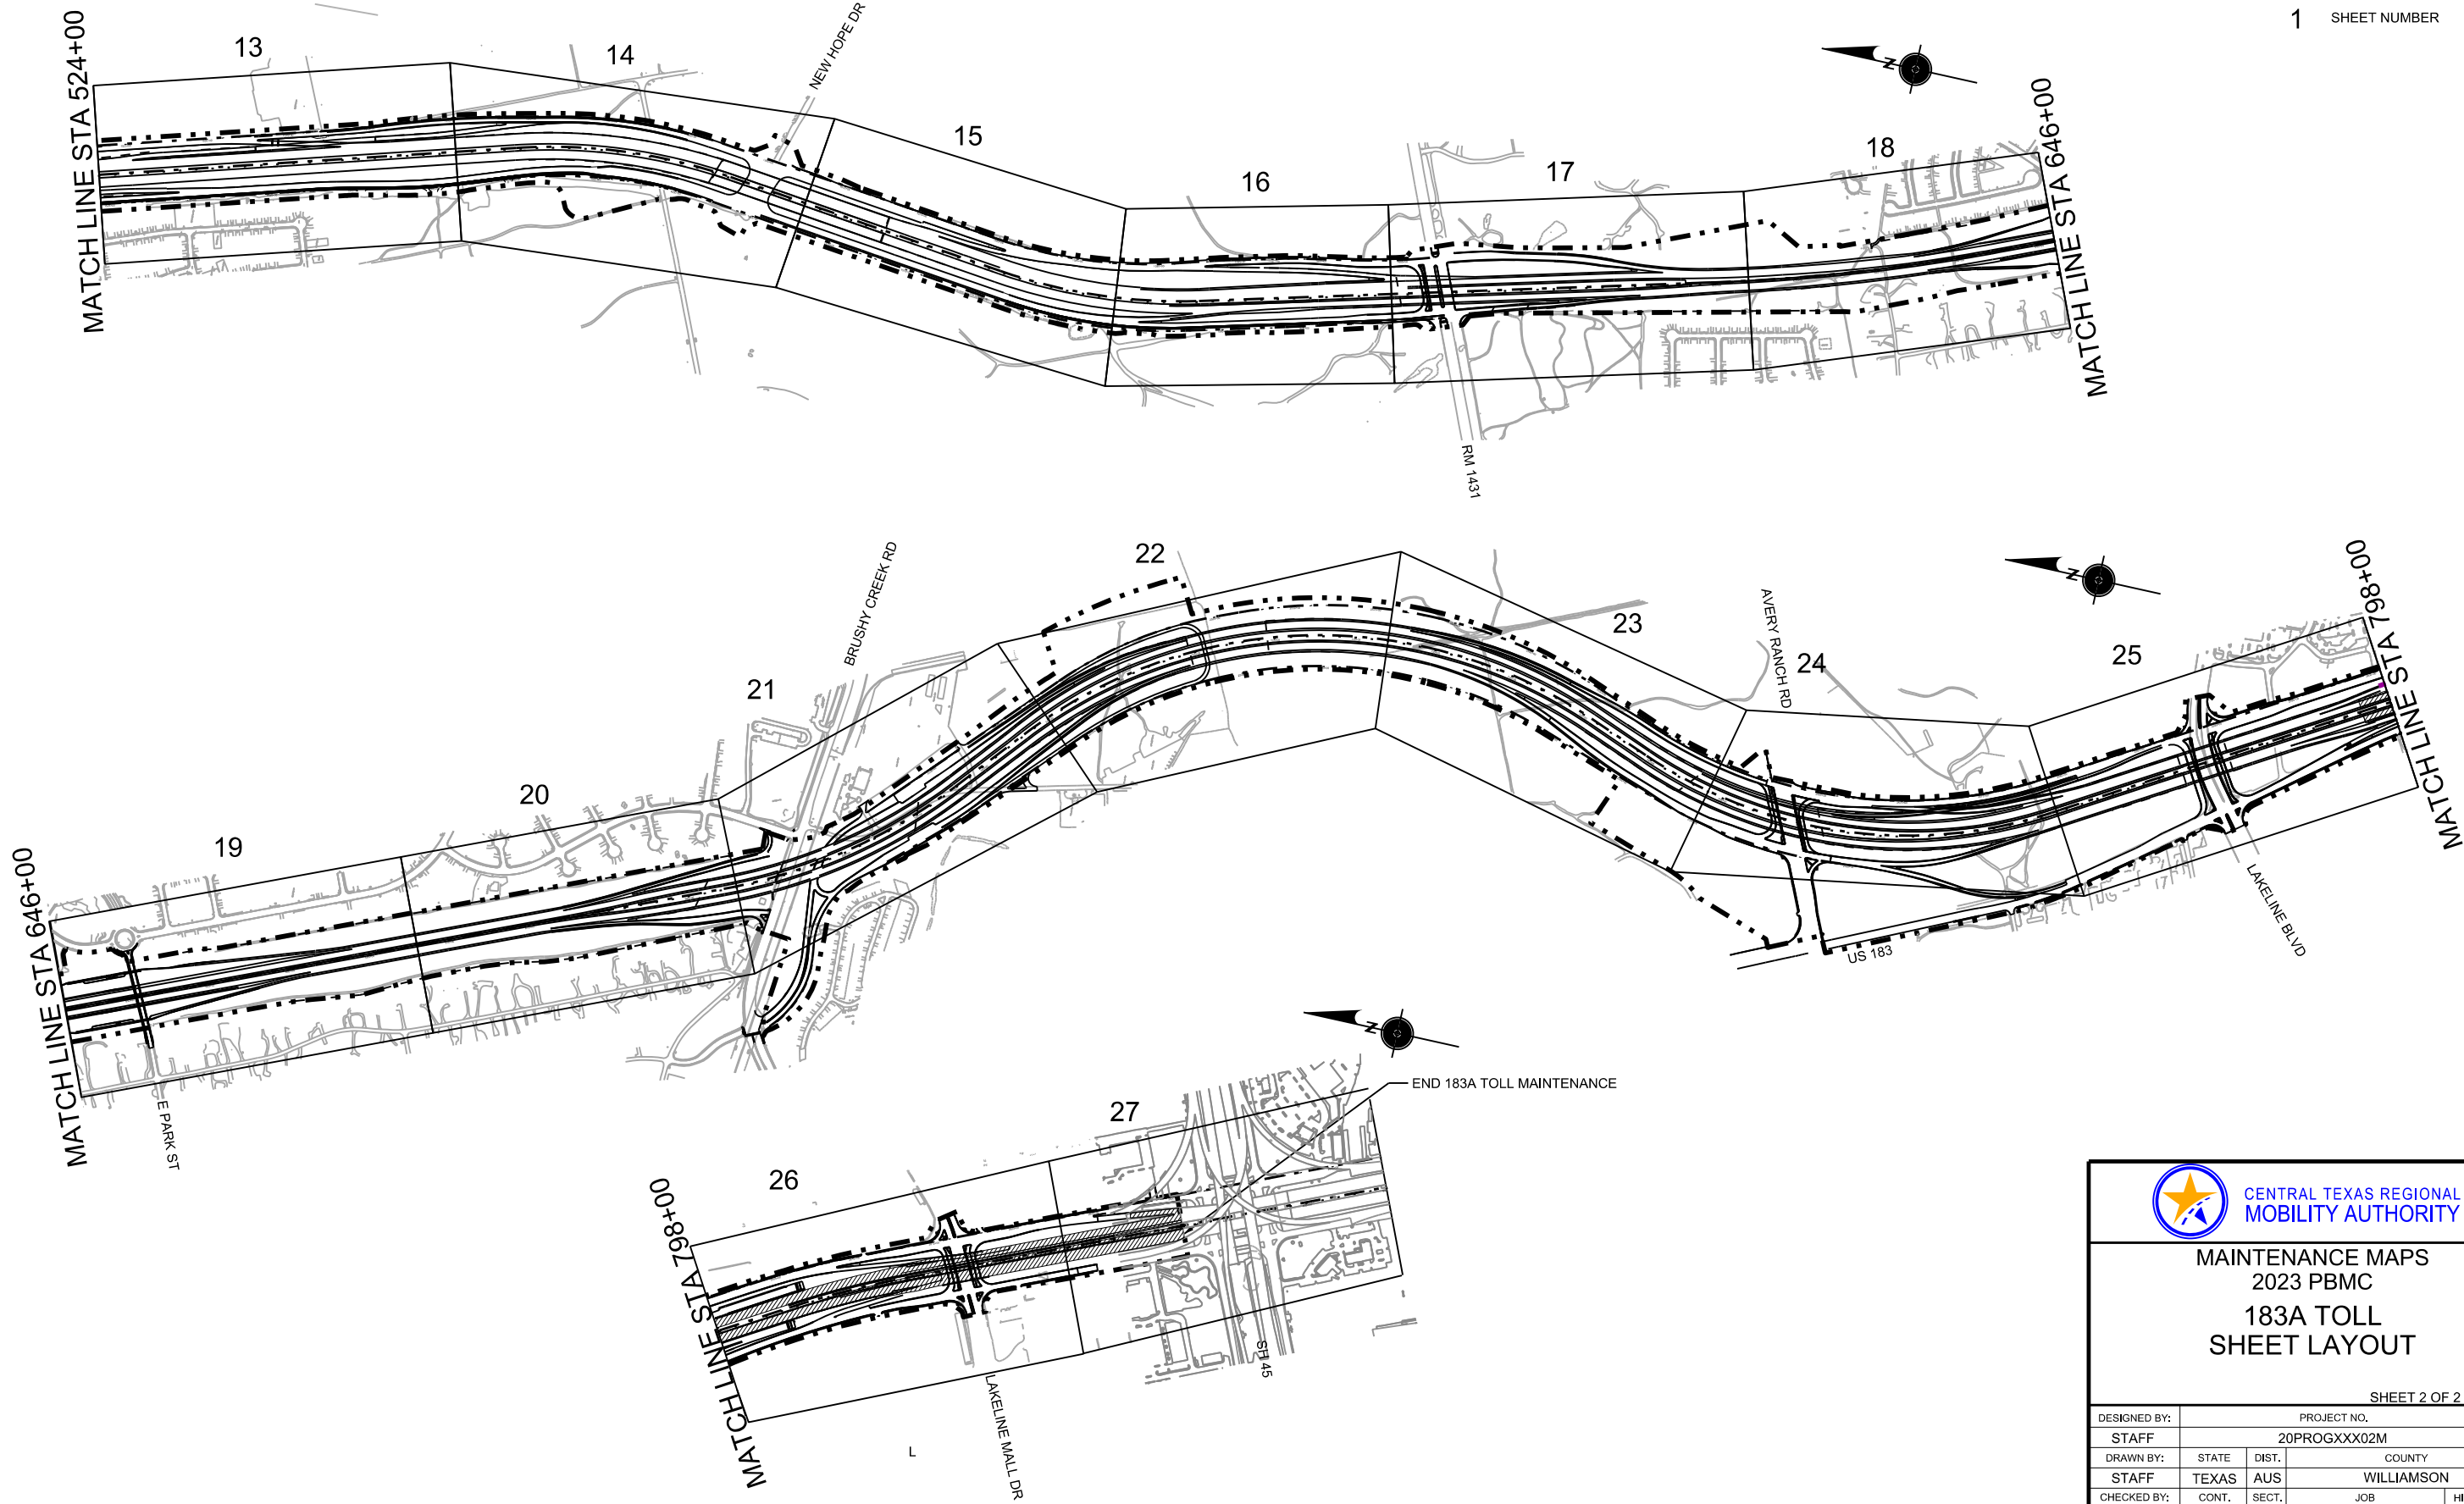 1 SHEET NUMBER
MATCH LINE STA 524+00
13
14
NEW HOPE DR
15
16
17
18
N
RM 1431
MATCH LINE STA 646+00
MATCH LINE STA 646+00
19
E PARK ST
20
21
BRUSHY CREEK RD
22
23
AVERY RANCH RD
24
US 183
25
N
LAKELINE BLVD
MATCH LINE STA 798+00
MATCH LINE STA 798+00
26
LAKELINE MALL DR
27
SH 45
N
END 183A TOLL MAINTENANCE
L
CENTRAL TEXAS REGIONAL
MOBILITY AUTHORITY
MAINTENANCE MAPS
2023 PBMC
183A TOLL
SHEET LAYOUT
SHEET 2 OF 2
DESIGNED BY: PROJECT NO.
STAFF 20PROGXXX02M
DRAWN BY: STATE DIST. COUNTY
STAFF TEXAS AUS WILLIAMSON
CHECKED BY: CONT. SECT. JOB